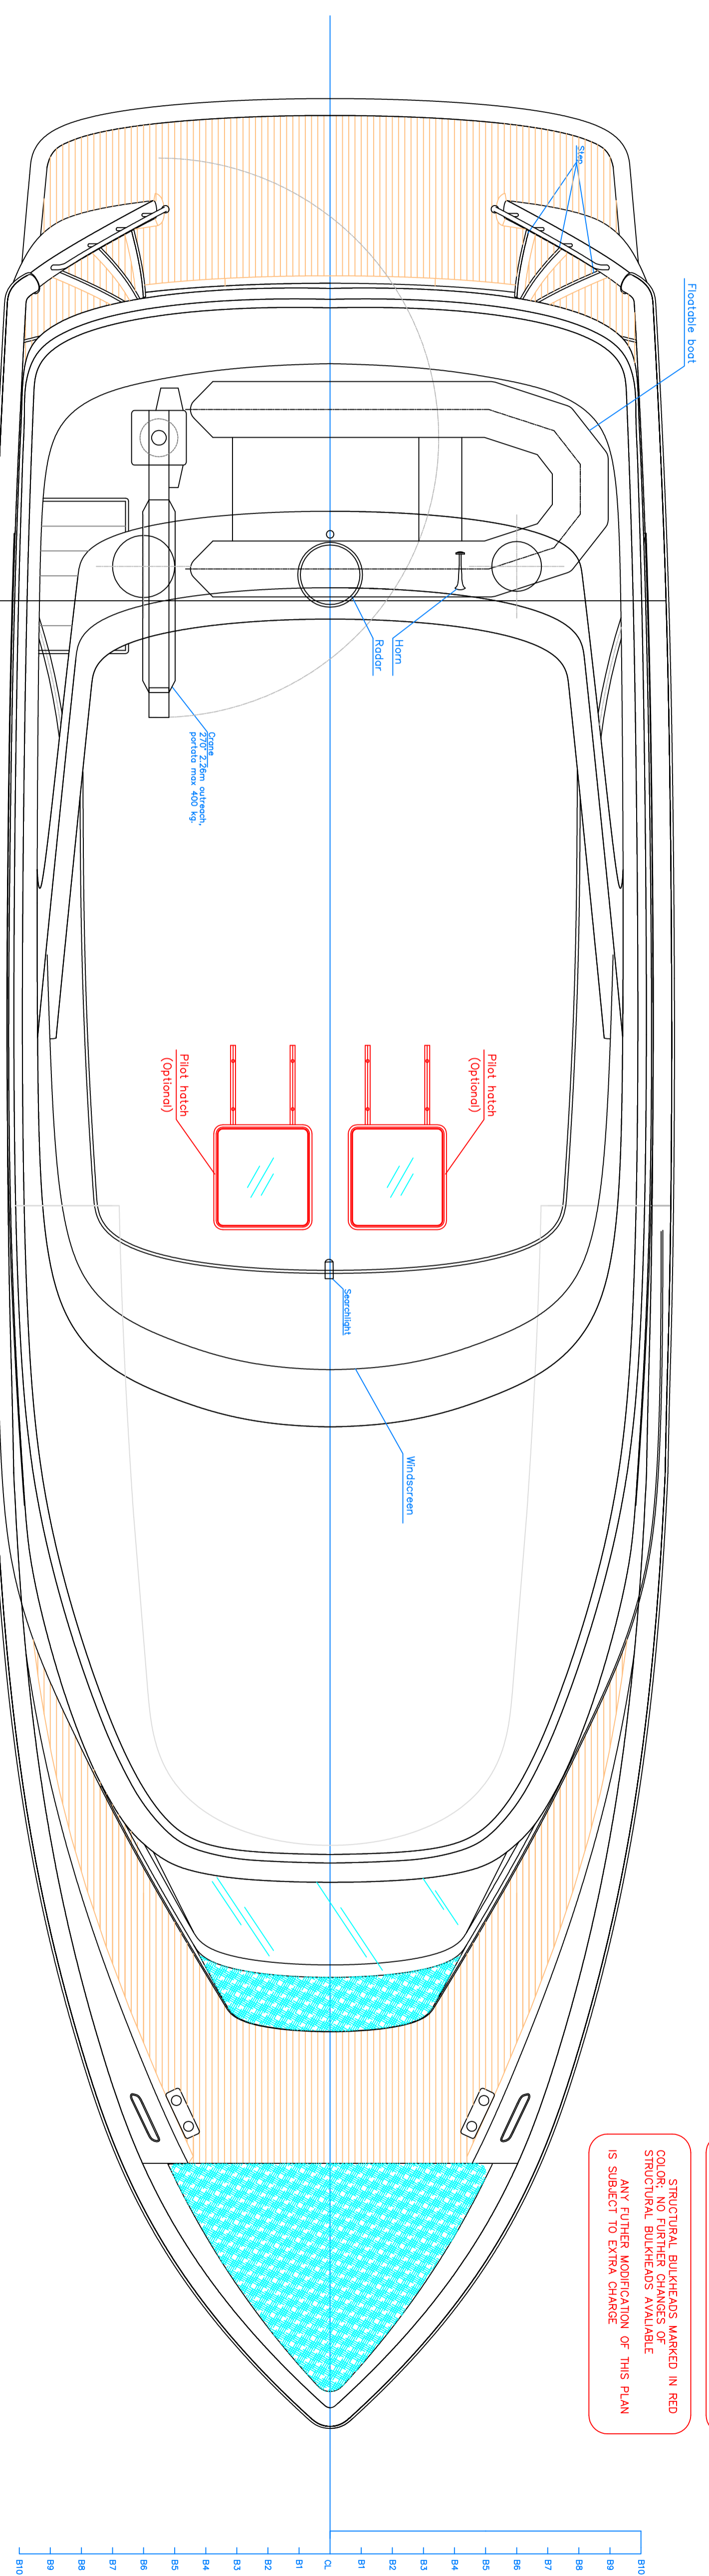 Step
Floatable boat
Horn
Radar
Crane
270° 2.26m outreach,
portata max 400 kg.
Pilot hatch
(Optional)
Pilot hatch
(Optional)
Searchlight
Windscreen
STRUCTURAL BULKHEADS MARKED IN RED
COLOR; NO FURTHER CHANGES OF
STRUCTURAL BULKHEADS AVALIABLE
ANY FUTHER MODIFICATION OF THIS PLAN
IS SUBJECT TO EXTRA CHARGE
B10
B9
B8
B7
B6
B5
B4
B3
B2
B1
CL
B1
B2
B3
B4
B5
B6
B7
B8
B9
B10